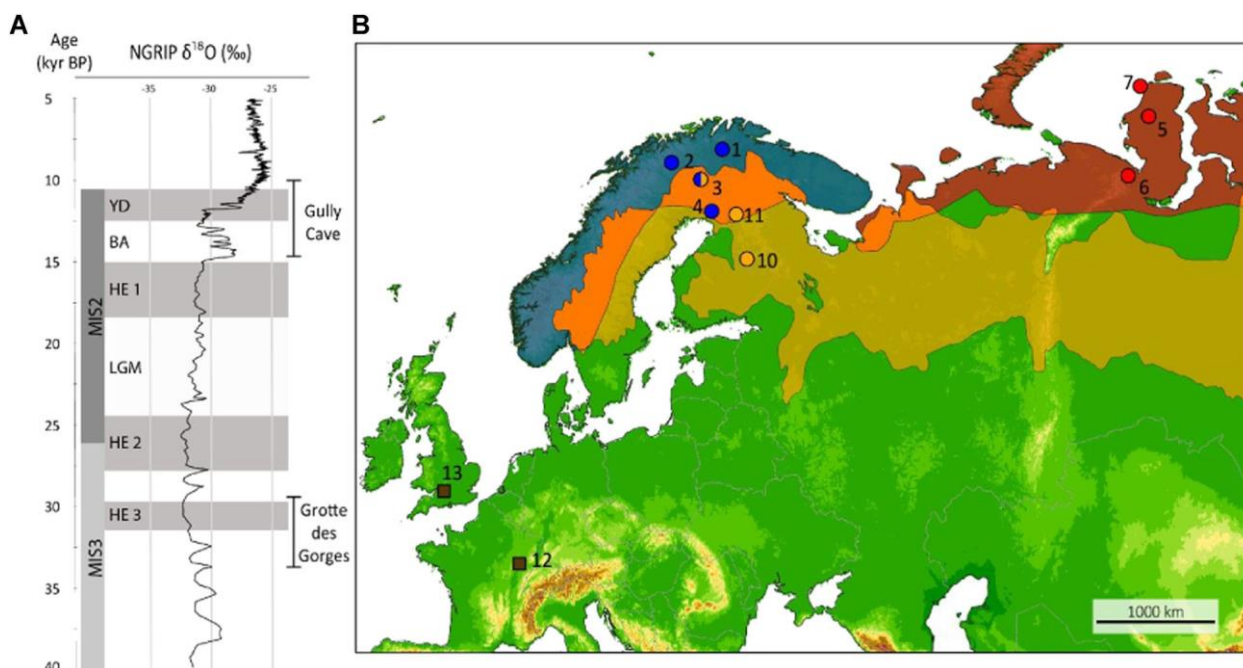 A
B
Age
(kyr BP)
NGRIP δ¹⁸O (‰)
-35 -30 -25
5
10
15
20
25
30
35
40
MIS2
MIS3
YD
BA
HE 1
LGM
HE 2
HE 3
Gully
Cave
Grotte
des
Gorges
7
5
6
1
2
3
4
11
10
13
12
1000 km